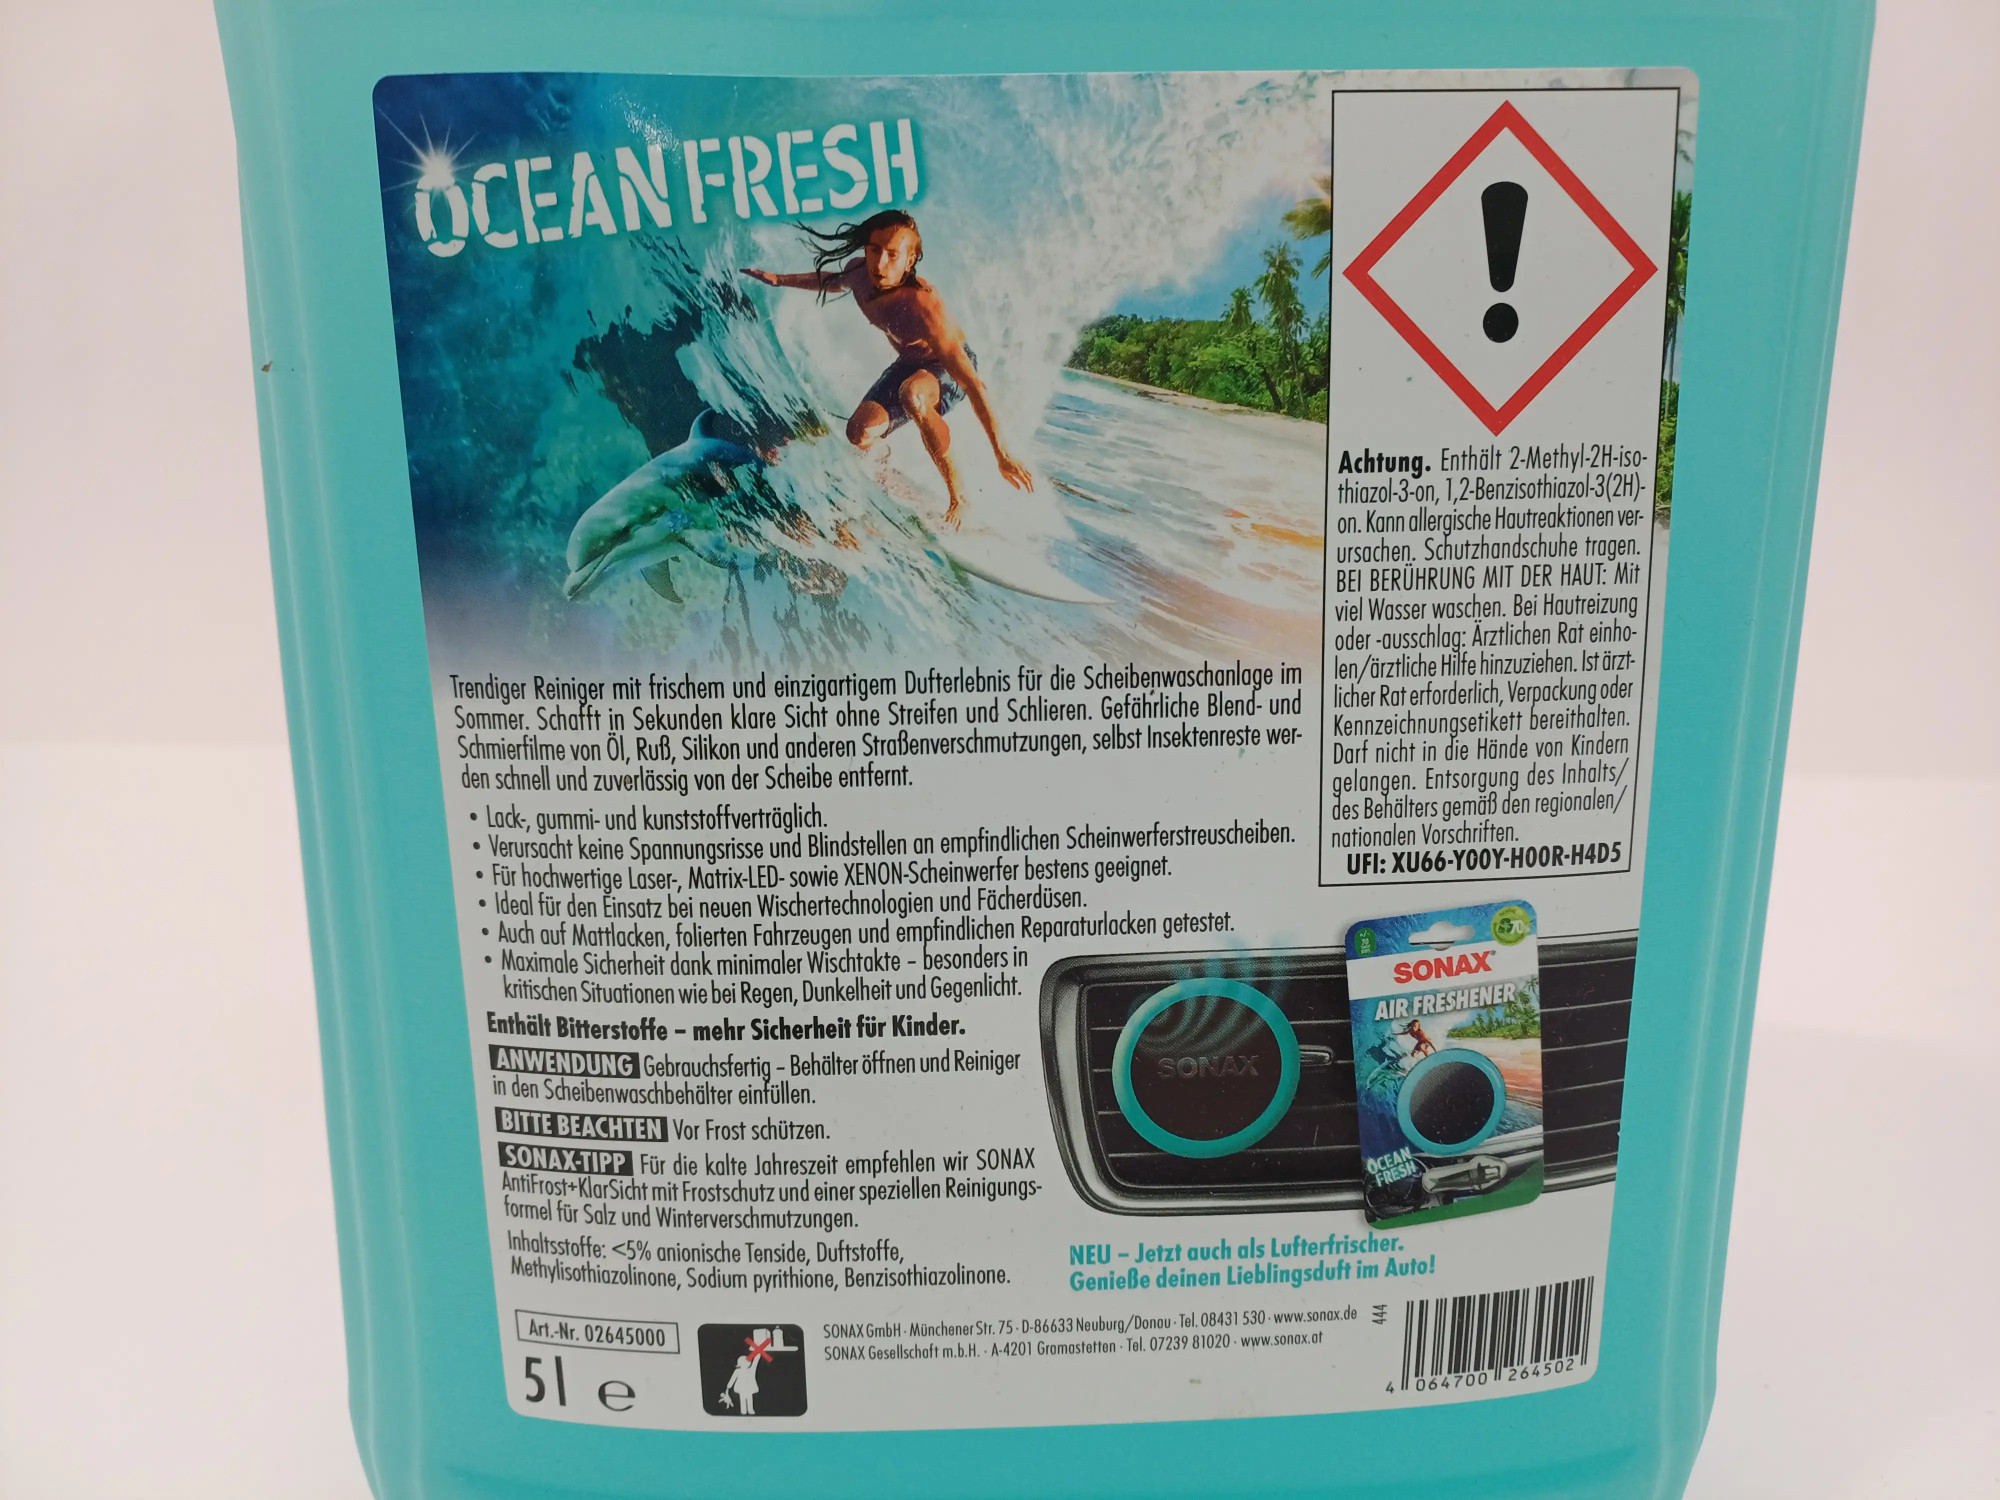 OCEAN FRESH
Trendiger Reiniger mit frischem und einzigartigem Dufterlebnis für die Scheibenwaschanlage im
Sommer. Schafft in Sekunden klare Sicht ohne Streifen und Schlieren. Gefährliche Blend- und
Schmierfilme von Öl, Ruß, Silikon und anderen Straßenverschmutzungen, selbst Insektenreste wer-
den schnell und zuverlässig von der Scheibe entfernt.
• Lack-, gummi- und kunststoffverträglich.
• Verursacht keine Spannungsrisse und Blindstellen an empfindlichen Scheinwerferstreuscheiben.
• Für hochwertige Laser-, Matrix-LED- sowie XENON-Scheinwerfer bestens geeignet.
• Ideal für den Einsatz bei neuen Wischertechnologien und Fächerdüsen.
• Auch auf Mattlacken, folierten Fahrzeugen und empfindlichen Reparaturlacken getestet.
• Maximale Sicherheit dank minimaler Wischtakte – besonders in
kritischen Situationen wie bei Regen, Dunkelheit und Gegenlicht.
Enthält Bitterstoffe – mehr Sicherheit für Kinder.
ANWENDUNG Gebrauchsfertig – Behälter öffnen und Reiniger
in den Scheibenwaschbehälter einfüllen.
BITTE BEACHTEN Vor Frost schützen.
SONAX-TIPP Für die kalte Jahreszeit empfehlen wir SONAX
AntiFrost+KlarSicht mit Frostschutz und einer speziellen Reinigungs-
formel für Salz und Winterverschmutzungen.
Inhaltsstoffe: <5% anionische Tenside, Duftstoffe,
Methylisothiazolinone, Sodium pyrithione, Benzisothiazolinone.
Art.-Nr. 02645000
5l e
Achtung. Enthält 2-Methyl-2H-iso-
thiazol-3-on, 1,2-Benzisothiazol-3(2H)-
on. Kann allergische Hautreaktionen ver-
ursachen. Schutzhandschuhe tragen.
BEI BERÜHRUNG MIT DER HAUT: Mit
viel Wasser waschen. Bei Hautreizung
oder -ausschlag: Ärztlichen Rat einho-
len/ärztliche Hilfe hinzuziehen. Ist ärzt-
licher Rat erforderlich, Verpackung oder
Kennzeichnungsetikett bereithalten.
Darf nicht in die Hände von Kindern
gelangen. Entsorgung des Inhalts/
des Behälters gemäß den regionalen/
nationalen Vorschriften.
UFI: XU66-Y00Y-H00R-H4D5
SONAX
SONAX
AIR FRESHENER
OCEAN
FRESH
NEU – Jetzt auch als Lufterfrischer.
Genieße deinen Lieblingsduft im Auto!
SONAX GmbH · Münchener Str. 75 · D-86633 Neuburg/Donau · Tel. 08431 530 · www.sonax.de
SONAX Gesellschaft m.b.H. · A-4201 Gramastetten · Tel. 07239 81020 · www.sonax.at
444
4 064700 264502